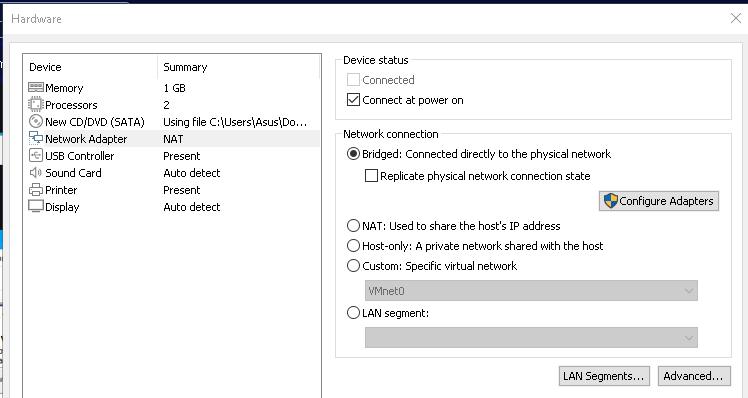 Hardware
Device Summary
Memory 1 GB
Processors 2
New CD/DVD (SATA) Using file C:\Users\Asus\Do...
Network Adapter NAT
USB Controller Present
Sound Card Auto detect
Printer Present
Display Auto detect
Device status
Connected
Connect at power on
Network connection
Bridged: Connected directly to the physical network
Replicate physical network connection state
Configure Adapters
NAT: Used to share the host's IP address
Host-only: A private network shared with the host
Custom: Specific virtual network
VMnet0
LAN segment:
LAN Segments... Advanced...